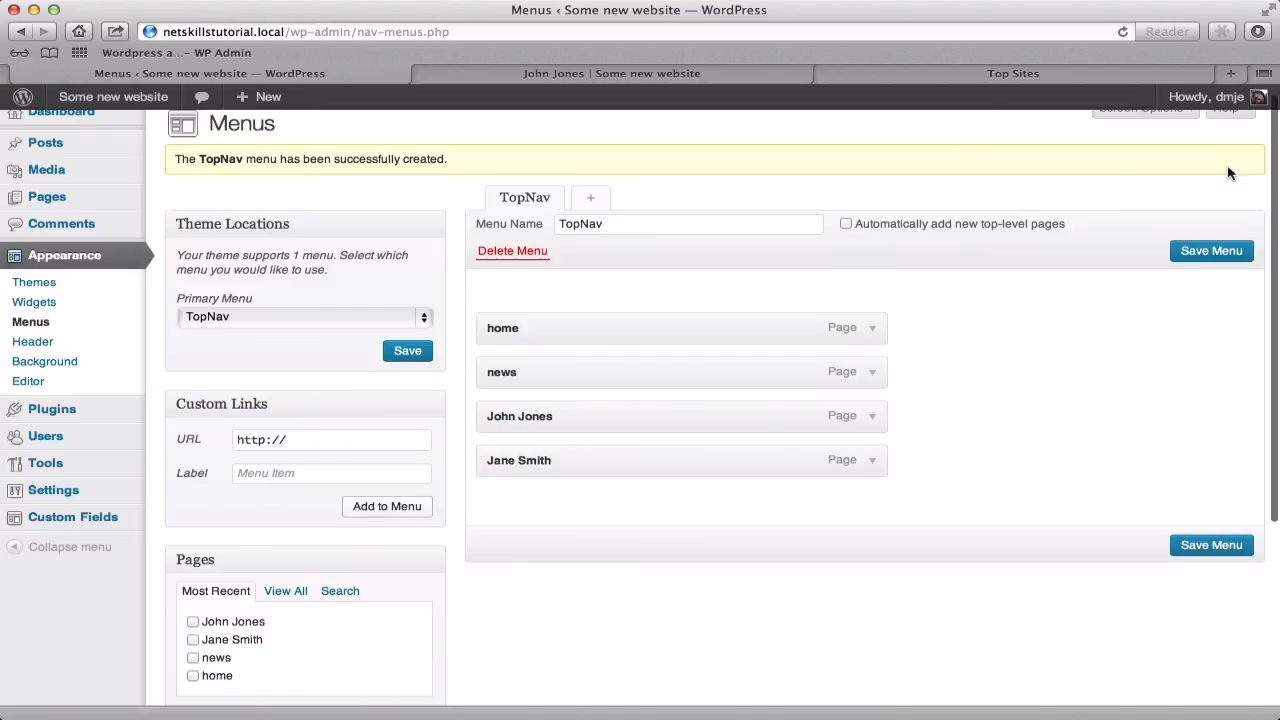 Menus ‹ Some new website — WordPress
netskillstutorial.local/wp-admin/nav-menus.php
Reader
Wordpress a...- WP Admin
Menus ‹ Some new website — WordPress
John Jones | Some new website
Top Sites
+
Some new website
+ New
Howdy, dmje
Dashboard
Posts
Media
Pages
Comments
Appearance
Themes
Widgets
Menus
Header
Background
Editor
Plugins
Users
Tools
Settings
Custom Fields
Collapse menu
Menus
Screen Options
Help
The TopNav menu has been successfully created.
Theme Locations
Your theme supports 1 menu. Select which
menu you would like to use.
Primary Menu
TopNav
Save
Custom Links
URL
http://
Label
Menu Item
Add to Menu
Pages
Most Recent
View All
Search
John Jones
Jane Smith
news
home
TopNav
+
Menu Name
TopNav
Automatically add new top-level pages
Delete Menu
Save Menu
home
Page
news
Page
John Jones
Page
Jane Smith
Page
Save Menu